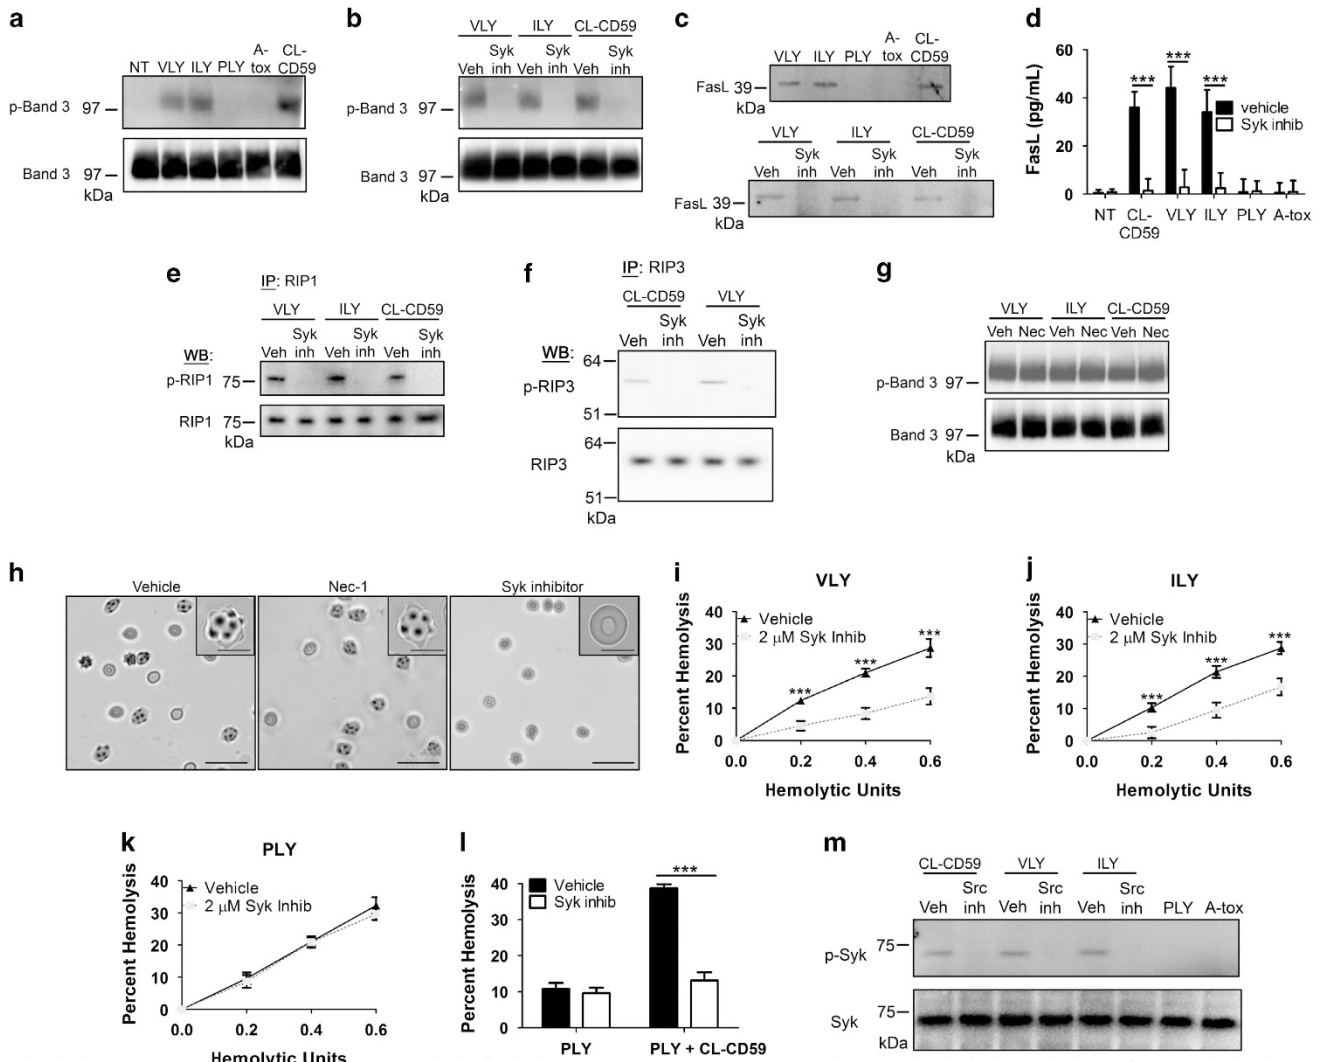 a
NT VLY ILY PLY A-tox CL-CD59
p-Band 3 97
Band 3 97
kDa
b
VLY ILY CL-CD59
Veh Syk inh Veh Syk inh Veh Syk inh
p-Band 3 97
Band 3 97
kDa
c
VLY ILY PLY A-tox CL-CD59
FasL 39
kDa
VLY ILY CL-CD59
Veh Syk inh Veh Syk inh Veh Syk inh
FasL 39
kDa
d
FasL (pg/mL)
60
40
20
0
*** *** ***
vehicle
Syk inhib
NT CL-CD59 VLY ILY PLY A-tox
e
IP: RIP1
VLY ILY CL-CD59
WB: Veh Syk inh Veh Syk inh Veh Syk inh
p-RIP1 75
RIP1 75
kDa
f
IP: RIP3
CL-CD59 VLY
WB: Veh Syk inh Veh Syk inh
64
p-RIP3
51
64
RIP3
51
kDa
g
VLY ILY CL-CD59
Veh Nec Veh Nec Veh Nec
p-Band 3 97
Band 3 97
kDa
h
Vehicle Nec-1 Syk inhibitor
i
VLY
Percent Hemolysis
40
30
20
10
0
Vehicle
2 μM Syk Inhib
*** *** ***
0.0 0.2 0.4 0.6
Hemolytic Units
j
ILY
Percent Hemolysis
40
30
20
10
0
Vehicle
2 μM Syk Inhib
*** *** ***
0.0 0.2 0.4 0.6
Hemolytic Units
k
PLY
Percent Hemolysis
40
30
20
10
0
Vehicle
2 μM Syk Inhib
0.0 0.2 0.4 0.6
Hemolytic Units
l
Percent Hemolysis
40
30
20
10
0
Vehicle
Syk inhib
***
PLY PLY + CL-CD59
m
CL-CD59 VLY ILY
Veh Src inh Veh Src inh Veh Src inh PLY A-tox
p-Syk 75
Syk 75
kDa